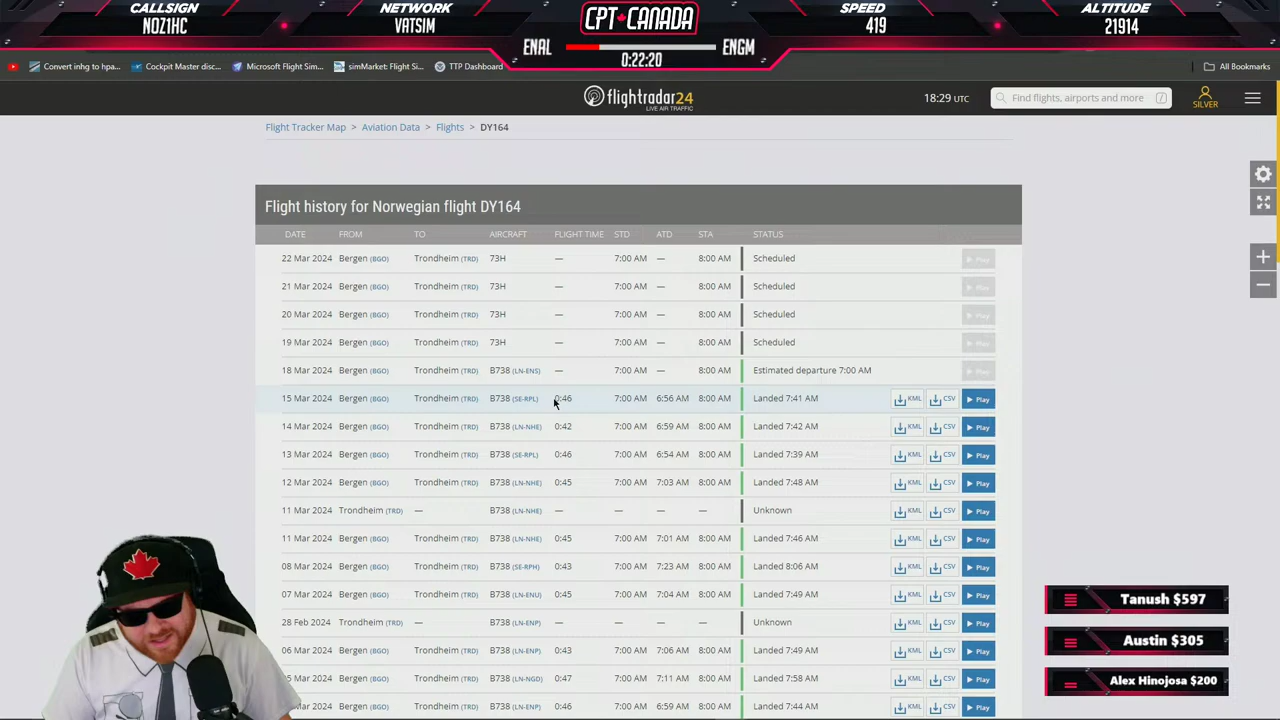 CALLSIGN
NOZ1HC
NETWORK
VATSIM
CPT CANADA
ENAL
ENGM
0:22:20
SPEED
419
ALTITUDE
21914
Convert inhg to hpa...
Cockpit Master disc...
Microsoft Flight Sim...
simMarket: Flight Si...
TTP Dashboard
All Bookmarks
flightradar24
LIVE AIR TRAFFIC
18:29 UTC
Find flights, airports and more /
SILVER
Flight Tracker Map > Aviation Data > Flights > DY164
Flight history for Norwegian flight DY164
DATE FROM TO AIRCRAFT FLIGHT TIME STD ATD STA STATUS
22 Mar 2024 Bergen (BGO) Trondheim (TRD) 73H — 7:00 AM — 8:00 AM Scheduled Play
21 Mar 2024 Bergen (BGO) Trondheim (TRD) 73H — 7:00 AM — 8:00 AM Scheduled Play
20 Mar 2024 Bergen (BGO) Trondheim (TRD) 73H — 7:00 AM — 8:00 AM Scheduled Play
19 Mar 2024 Bergen (BGO) Trondheim (TRD) 73H — 7:00 AM — 8:00 AM Scheduled Play
18 Mar 2024 Bergen (BGO) Trondheim (TRD) B738 (LN-ENS) — 7:00 AM — 8:00 AM Estimated departure 7:00 AM Play
15 Mar 2024 Bergen (BGO) Trondheim (TRD) B738 (SE-RPL) 0:46 7:00 AM 6:56 AM 8:00 AM Landed 7:41 AM KML CSV Play
14 Mar 2024 Bergen (BGO) Trondheim (TRD) B738 (LN-NHE) 0:42 7:00 AM 6:59 AM 8:00 AM Landed 7:42 AM KML CSV Play
13 Mar 2024 Bergen (BGO) Trondheim (TRD) B738 (SE-RPL) 0:46 7:00 AM 6:54 AM 8:00 AM Landed 7:39 AM KML CSV Play
12 Mar 2024 Bergen (BGO) Trondheim (TRD) B738 (LN-NHE) 0:45 7:00 AM 7:03 AM 8:00 AM Landed 7:48 AM KML CSV Play
11 Mar 2024 Trondheim (TRD) — B738 (LN-NHE) — — — — Unknown KML CSV Play
11 Mar 2024 Bergen (BGO) Trondheim (TRD) B738 (LN-NHE) 0:45 7:00 AM 7:01 AM 8:00 AM Landed 7:46 AM KML CSV Play
08 Mar 2024 Bergen (BGO) Trondheim (TRD) B738 (SE-RPH) 0:43 7:00 AM 7:23 AM 8:00 AM Landed 8:06 AM KML CSV Play
07 Mar 2024 Bergen (BGO) Trondheim (TRD) B738 (LN-ENU) 0:45 7:00 AM 7:04 AM 8:00 AM Landed 7:49 AM KML CSV Play
28 Feb 2024 Trondheim (TRD) — B738 (LN-ENP) — — — — Unknown KML CSV Play
06 Mar 2024 Bergen (BGO) Trondheim (TRD) B738 (LN-ENP) 0:43 7:00 AM 7:06 AM 8:00 AM Landed 7:49 AM KML CSV Play
Mar 2024 Bergen (BGO) Trondheim (TRD) B738 (LN-NGD) 0:47 7:00 AM 7:11 AM 8:00 AM Landed 7:58 AM KML CSV Play
Mar 2024 Bergen (BGO) Trondheim (TRD) B738 (LN-ENP) 0:46 7:00 AM 6:59 AM 8:00 AM Landed 7:44 AM KML CSV Play
Tanush $597
Austin $305
Alex Hinojosa $200